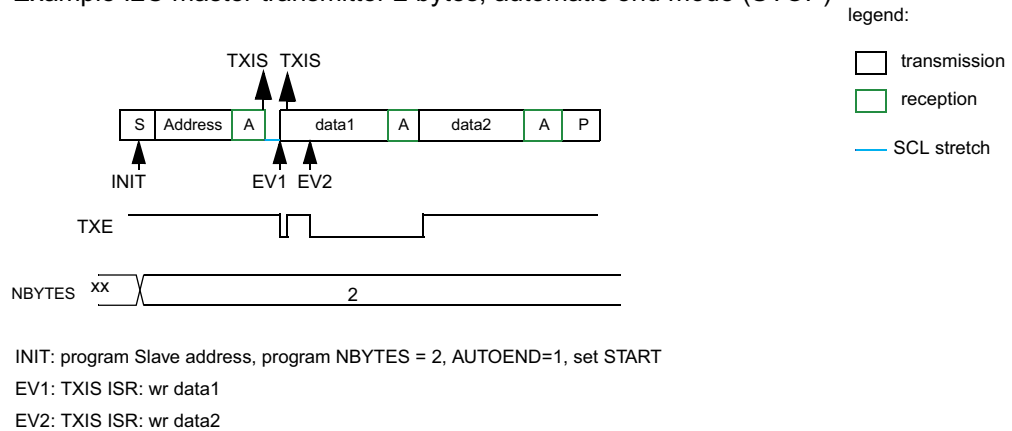 Example I2C master transmitter 2 bytes, automatic end mode (STOP)
legend:
transmission
reception
SCL stretch
TXIS TXIS
S Address A data1 A data2 A P
INIT EV1 EV2
TXE
NBYTES xx 2
INIT: program Slave address, program NBYTES = 2, AUTOEND=1, set START
EV1: TXIS ISR: wr data1
EV2: TXIS ISR: wr data2